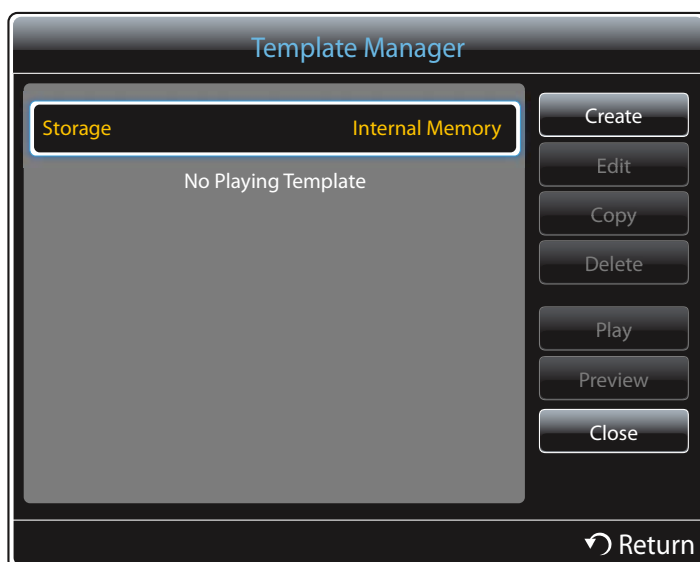 Template Manager
Storage Internal Memory
No Playing Template
Create
Edit
Copy
Delete
Play
Preview
Close
Return